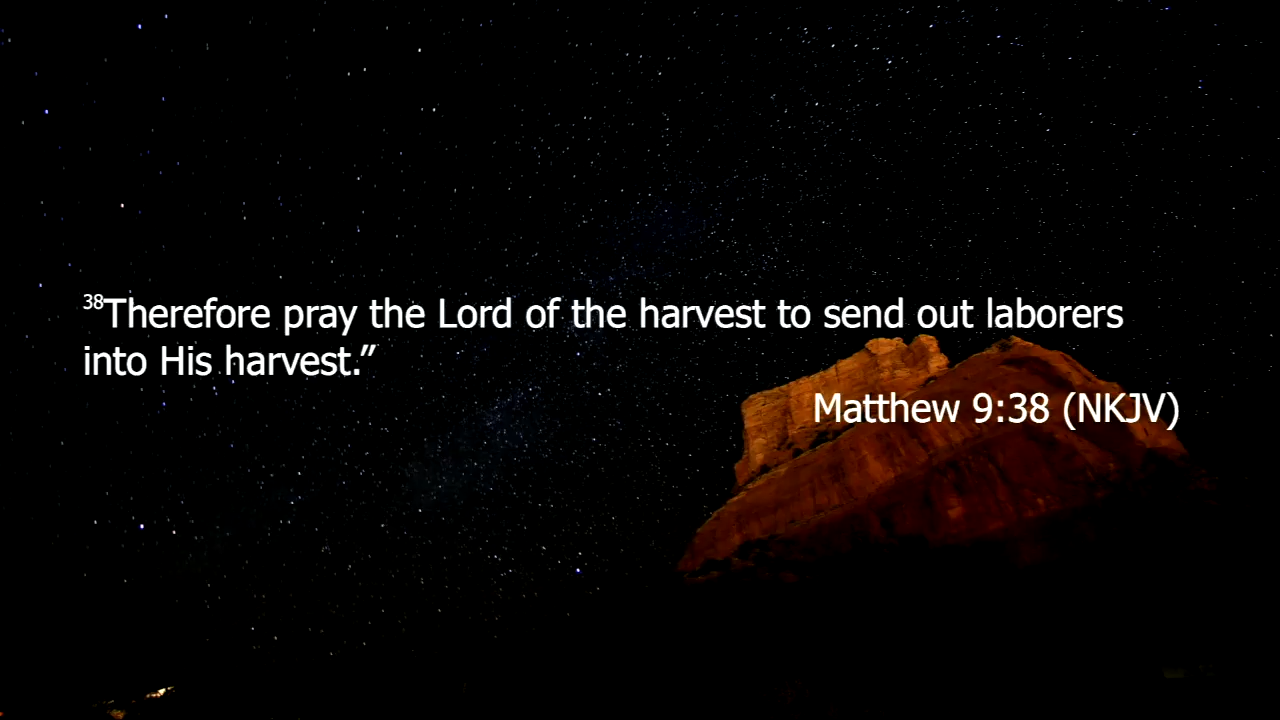 ³⁸Therefore pray the Lord of the harvest to send out laborers
into His harvest.”
Matthew 9:38 (NKJV)